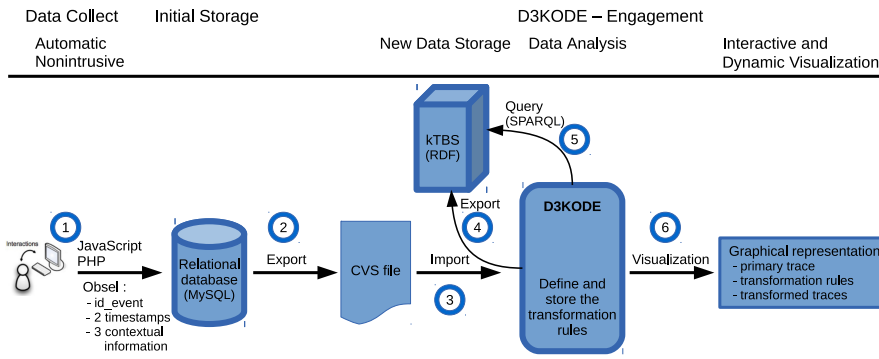 Data Collect
Initial Storage
D3KODE – Engagement
Automatic
Nonintrusive
New Data Storage
Data Analysis
Interactive and
Dynamic Visualization
Query
(SPARQL)
5
kTBS
(RDF)
Export
4
1
Interactions
JavaScript
PHP
Obsel :
- id_event
- 2 timestamps
- 3 contextual
information
Relational
database
(MySQL)
2
Export
CVS file
Import
3
D3KODE
Define and
store the
transformation
rules
6
Visualization
Graphical representation
- primary trace
- transformation rules
- transformed traces